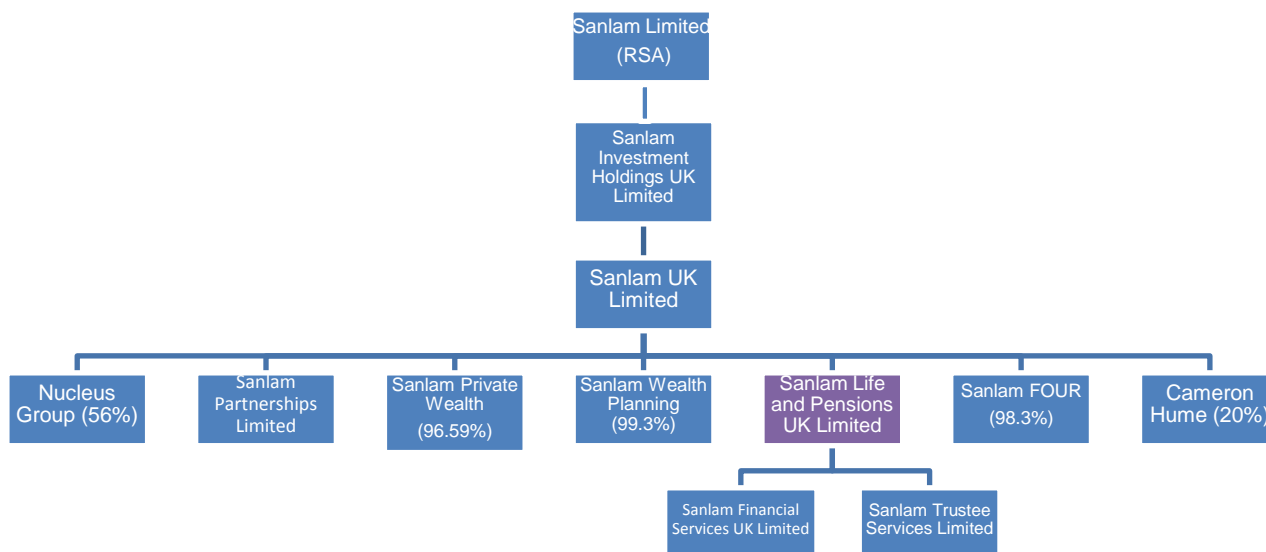 Sanlam Limited
(RSA)
Sanlam
Investment
Holdings UK
Limited
Sanlam UK
Limited
Nucleus
Group (56%)
Sanlam
Partnerships
Limited
Sanlam Private
Wealth
(96.59%)
Sanlam Wealth
Planning
(99.3%)
Sanlam Life
and Pensions
UK Limited
Sanlam FOUR
(98.3%)
Cameron
Hume (20%)
Sanlam Financial
Services UK Limited
Sanlam Trustee
Services Limited